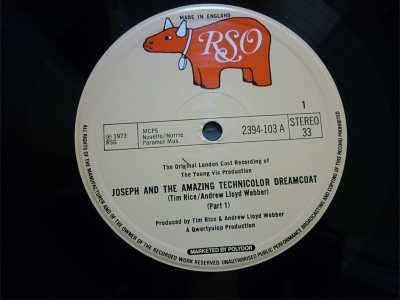 MADE IN ENGLAND
RSO
1
℗ 1973
RSG
MCPS
Novello/Norrie
Paramor Mus.
2394-103 A
STEREO
33
The Original London Cast Recording of
The Young Vic Production
JOSEPH AND THE AMAZING TECHNICOLOR DREAMCOAT
(Tim Rice/Andrew Lloyd Webber)
(Part 1)
Produced by Tim Rice & Andrew Lloyd Webber
A Qwertyuiop Production
MARKETED BY POLYDOR
ALL RIGHTS OF THE MANUFACTURER AND OF THE OWNER OF THE RECORDED WORK RESERVED UNAUTHORISED PUBLIC PERFORMANCE BROADCASTING AND COPYING OF THIS RECORD PROHIBITED